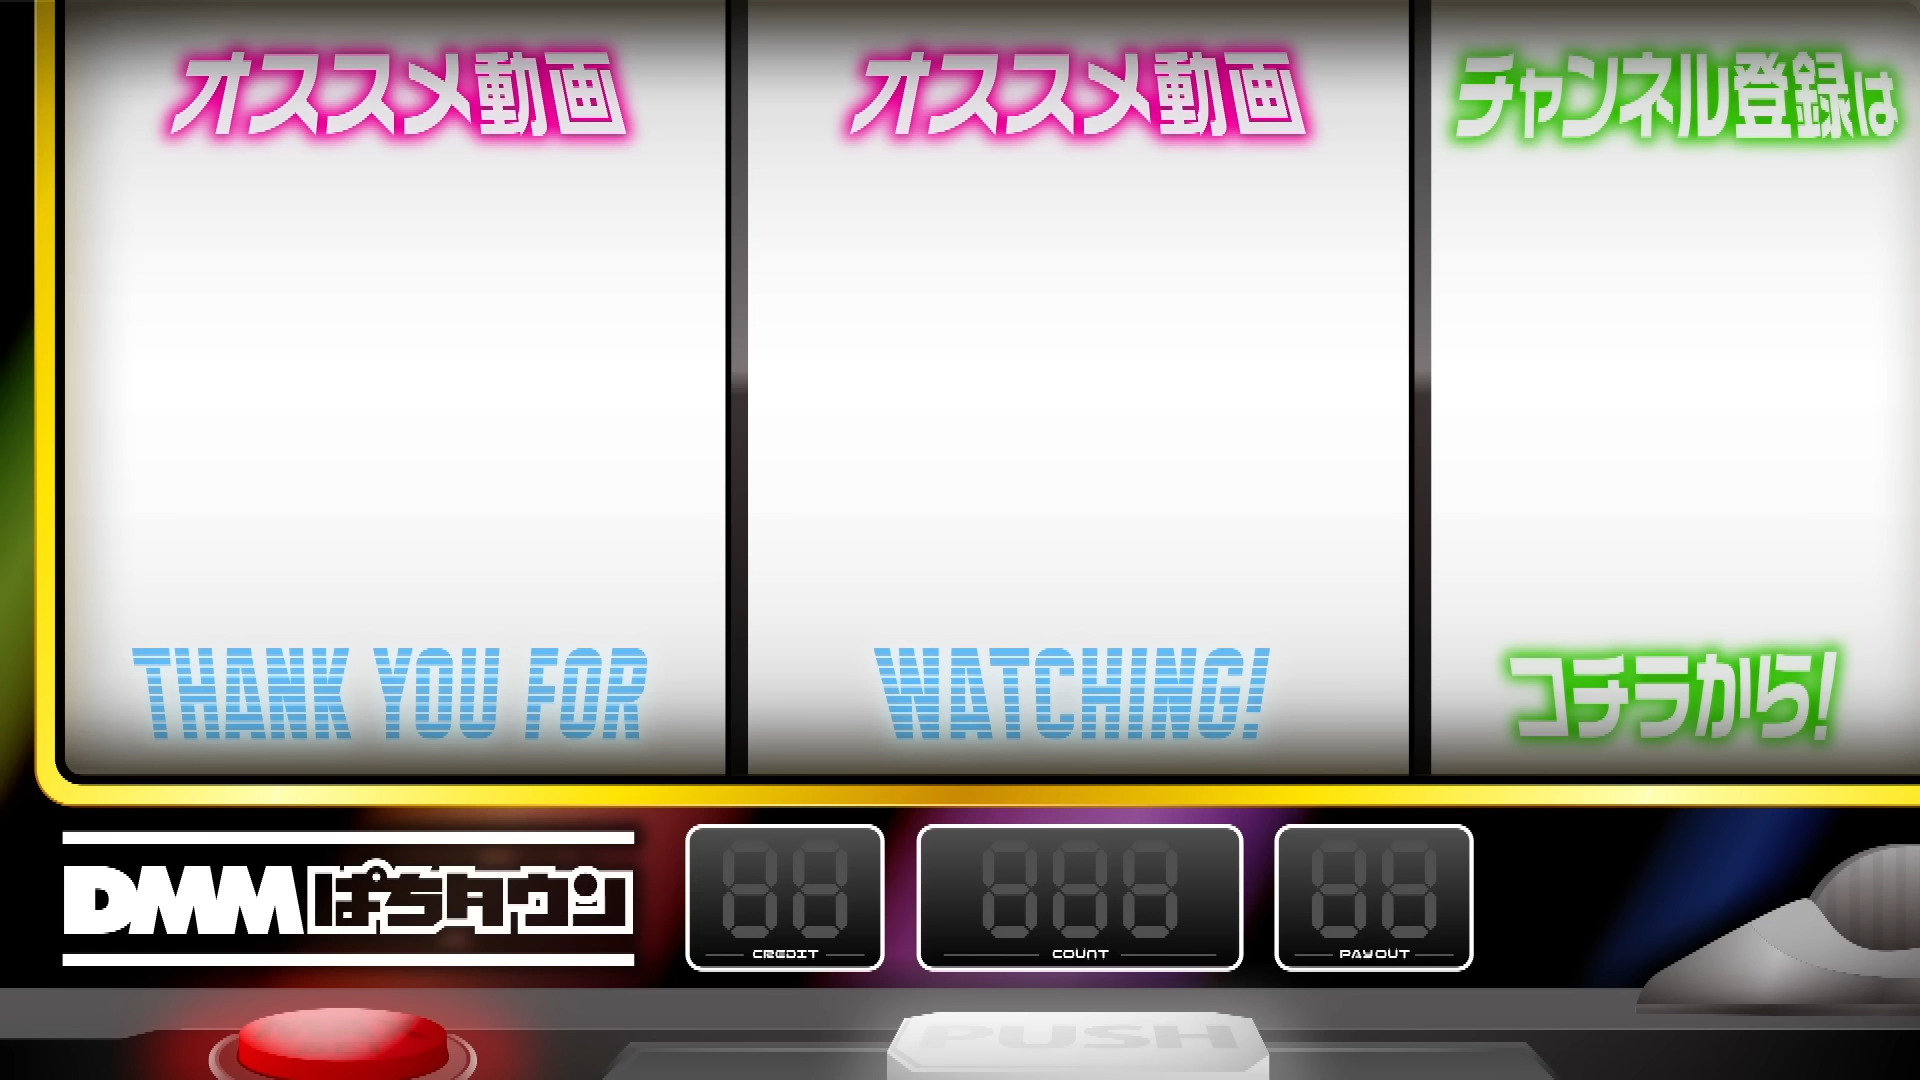 オススメ動画
オススメ動画
チャンネル登録は
THANK YOU FOR
WATCHING!
コチラから!
DMMぱちタウン
CREDIT
COUNT
PAYOUT
PUSH